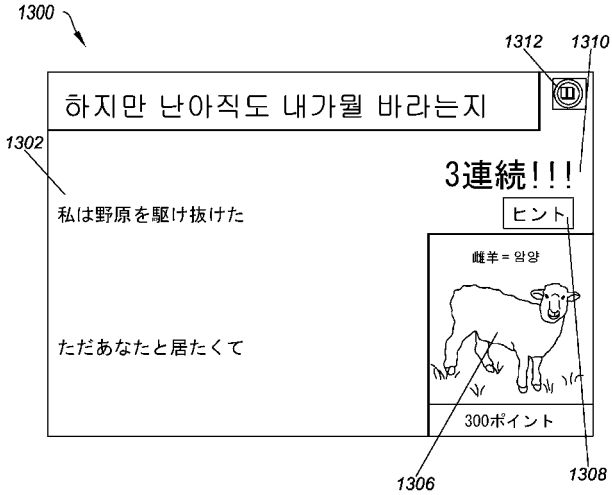 1300
1312
1310
하지만 난아직도 내가뭘 바라는지
1302
3連続!!!
私は野原を駆け抜けた
ヒント
雌羊=암양
ただあなたと居たくて
300ポイント
1306
1308